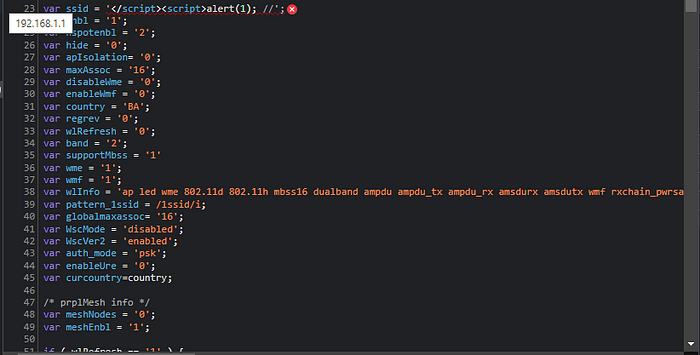 23 var ssid = '</script><script>alert(1); //';
192.168.1.1
nbl = '1';
spotenbl = '2';
26 var hide = '0';
27 var apIsolation= '0';
28 var maxAssoc = '16';
29 var disableWme = '0';
30 var enableWmf = '0';
31 var country = 'BA';
32 var regrev = '0';
33 var wlRefresh = '0';
34 var band = '2';
35 var supportMbss = '1'
36 var wme = '1';
37 var wmf = '1';
38 var wlInfo = 'ap led wme 802.11d 802.11h mbss16 dualband ampdu ampdu_tx ampdu_rx amsdurx amsdutx wmf rxchain_pwrsa
39 var pattern_1ssid = /1ssid/i;
40 var globalmaxassoc= '16';
41 var WscMode = 'disabled';
42 var WscVer2 = 'enabled';
43 var auth_mode = 'psk';
44 var enableUre = '0';
45 var curcountry=country;
46
47 /* prplMesh info */
48 var meshNodes = '0';
49 var meshEnbl = '1';
50
51 if ( wlRefresh == '1' ) {